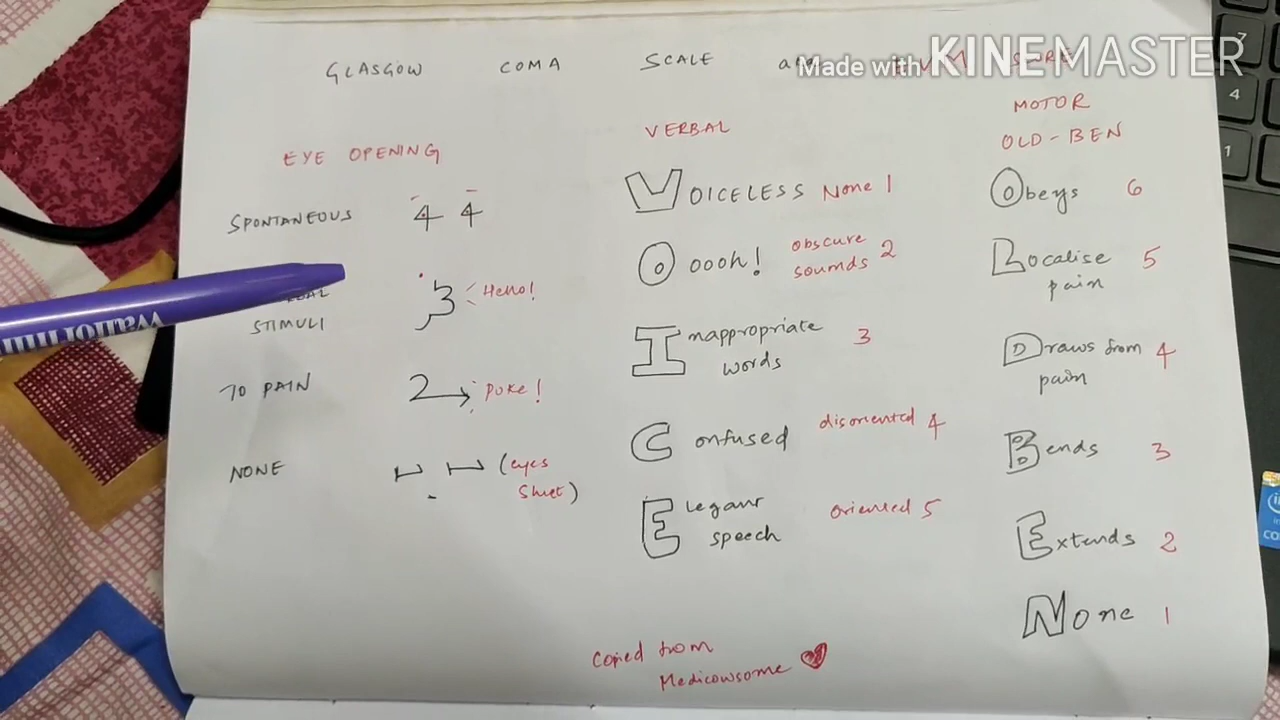 Made with KINEMASTER
GLASGOW COMA SCALE
EYE OPENING
SPONTANEOUS 4 4
STIMULI 3 Hello!
TO PAIN 2 Poke!
NONE 1 - 1 (eyes
shut)
VERBAL
VOICELESS None 1
Ooooh! obscure
sounds 2
Inappropriate
words 3
Confused disoriented 4
Elegant
speech oriented 5
MOTOR
OLD-BEN
Obeys 6
Localise
pain 5
Draws from
pain 4
Bends 3
Extends 2
None 1
Copied from
Medicowsome